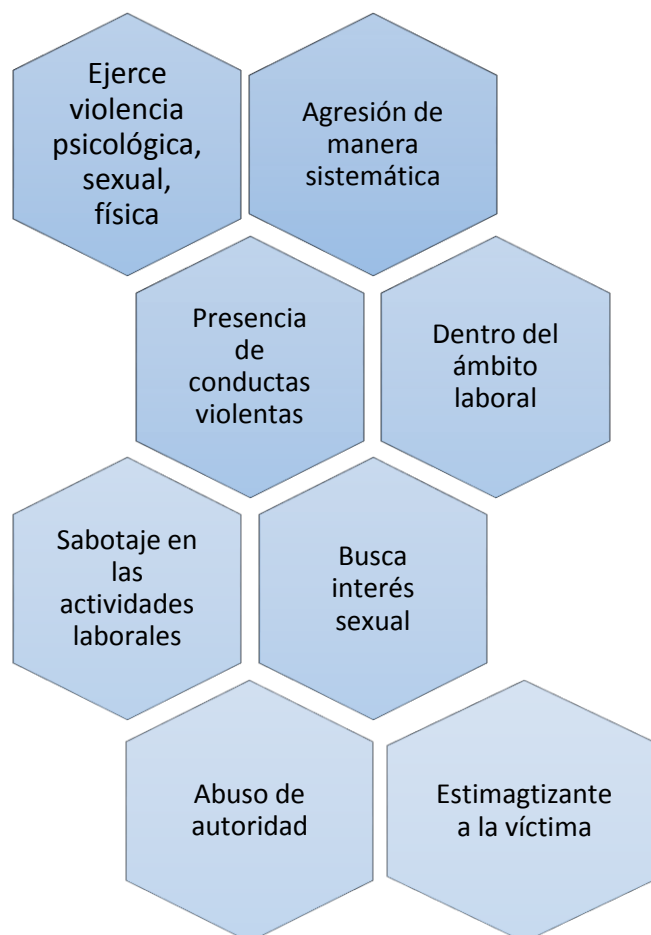 Ejerce
violencia
psicológica,
sexual,
física
Agresión de
manera
sistemática
Presencia
de
conductas
violentas
Dentro del
ámbito
laboral
Sabotaje en
las
actividades
laborales
Busca
interés
sexual
Abuso de
autoridad
Estimagtizante
a la víctima